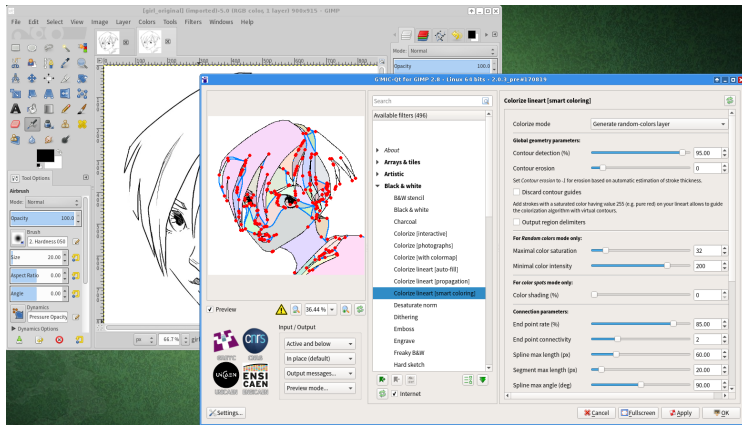 [girl_original] (imported)-5.0 (RGB color, 1 layer) 908x915 – GIMP
File Edit Select View Image Layer Colors Tools Filters Windows Help
Mode: Normal
Opacity 100.0
Tool Options
Airbrush
Mode: Normal
Opacity 100.0
Brush
2. Hardness 050
Size 20.00
Aspect Ratio 0.00
Angle 0.00
Dynamics
Pressure Opacity
Dynamics Options
px 66.7 %
G'MIC-Qt for GIMP 2.8 - Linux 64 bits - 2.0.3_pre#170819
Preview
36.44 %
GREYC CNRS
cnrs
UNICAEN
ENSI
CAEN
UNICAEN ENSICAEN
Input / Output
Active and below
In place (default)
Output messages...
Preview mode...
Settings...
Search
Available filters (496)
About
Arrays & tiles
Artistic
Black & white
B&W stencil
Black & white
Charcoal
Colorize [interactive]
Colorize [photographs]
Colorize [with colormap]
Colorize lineart [auto-fill]
Colorize lineart [propagation]
Colorize lineart [smart coloring]
Desaturate norm
Dithering
Emboss
Engrave
Freaky B&W
Hard sketch
Internet
Colorize lineart [smart coloring]
Colorize mode Generate random-colors layer
Global geometry parameters:
Contour detection (%) 95.00
Contour erosion 0
Set Contour erosion to -1 for erosion based on automatic estimation of stroke thickness.
Discard contour guides
Add strokes with a saturated color having value 255 (e.g. pure red) on your lineart allows to guide
the colorization algorithm with virtual contours.
Output region delimiters
For Random colors mode only:
Maximal color saturation 32
Minimal color intensity 200
For color spots mode only:
Color shading (%) 0
Connection parameters:
End point rate (%) 85.00
End point connectivity 2
Spline max length (px) 60.00
Segment max length (px) 20.00
Spline max angle (deg) 90.00
Cancel Fullscreen Apply OK